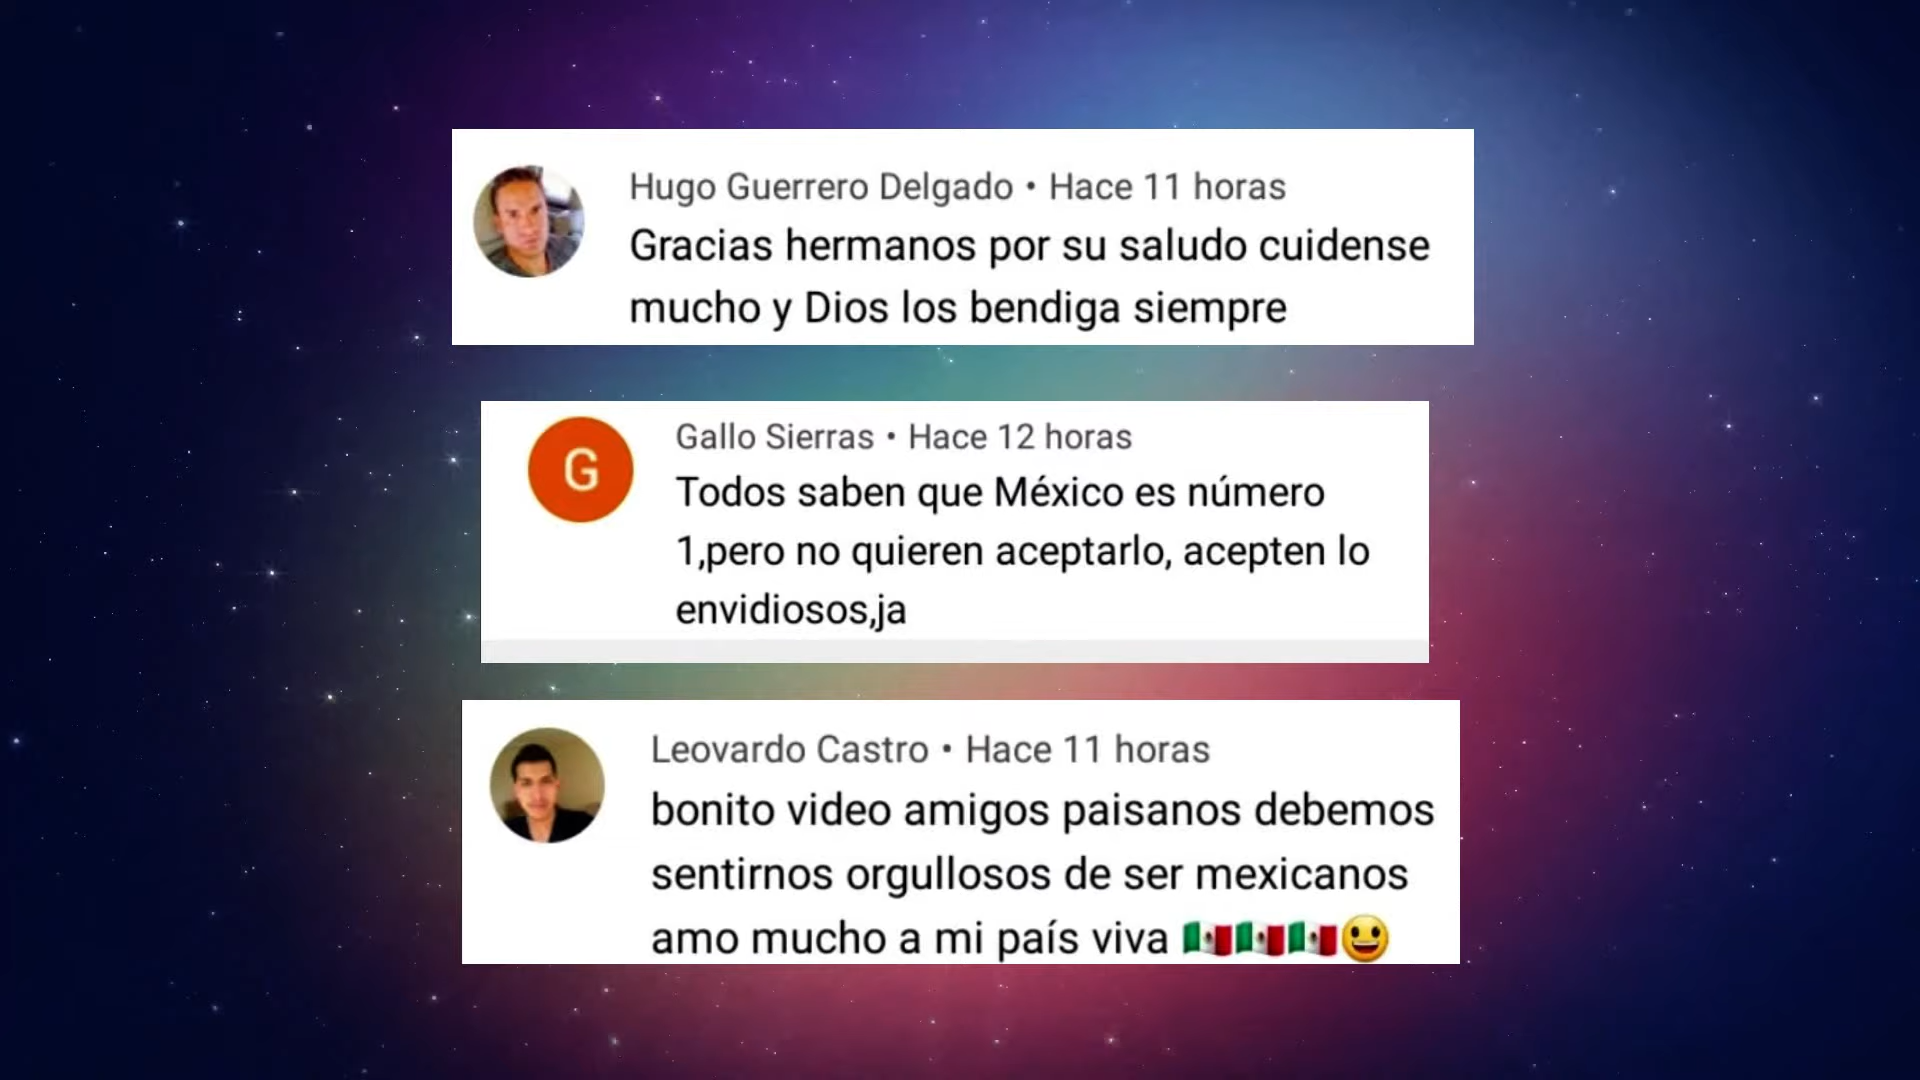 Hugo Guerrero Delgado • Hace 11 horas
Gracias hermanos por su saludo cuidense
mucho y Dios los bendiga siempre
G
Gallo Sierras • Hace 12 horas
Todos saben que México es número
1,pero no quieren aceptarlo, acepten lo
envidiosos,ja
Leovardo Castro • Hace 11 horas
bonito video amigos paisanos debemos
sentirnos orgullosos de ser mexicanos
amo mucho a mi país viva 🇲🇽🇲🇽🇲🇽😃